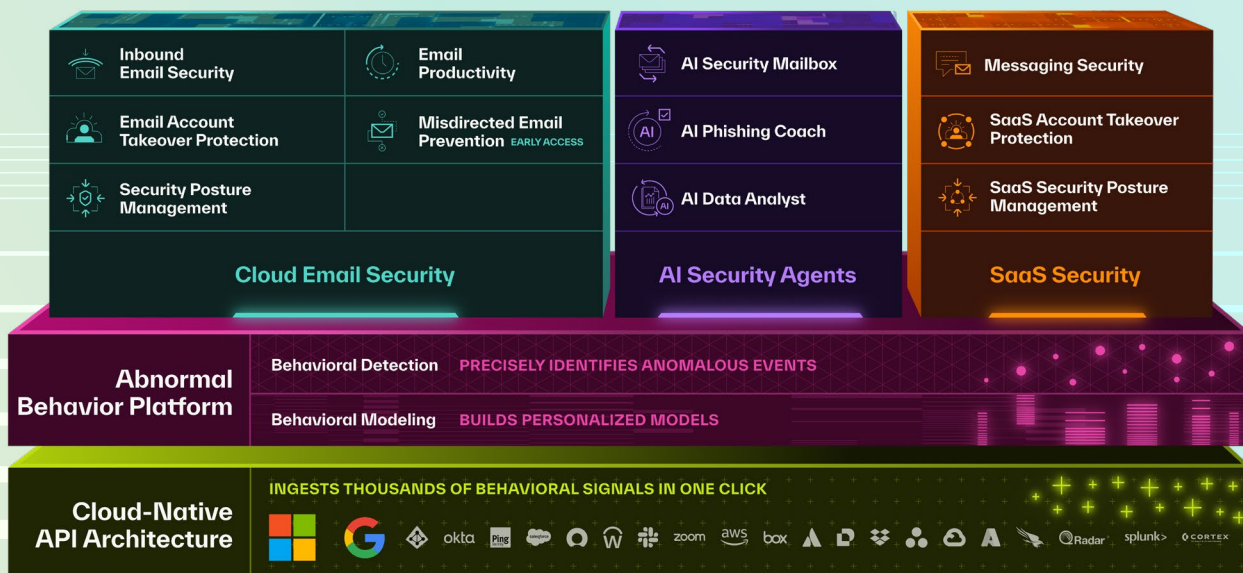 Inbound
Email Security
Email
Productivity
Email Account
Takeover Protection
Misdirected Email
Prevention EARLY ACCESS
Security Posture
Management
Cloud Email Security
AI Security Mailbox
AI
AI Phishing Coach
AI
AI Data Analyst
AI Security Agents
Messaging Security
SaaS Account Takeover
Protection
SaaS Security Posture
Management
SaaS Security
Abnormal
Behavior Platform
Behavioral Detection PRECISELY IDENTIFIES ANOMALOUS EVENTS
Behavioral Modeling BUILDS PERSONALIZED MODELS
Cloud-Native
API Architecture
INGESTS THOUSANDS OF BEHAVIORAL SIGNALS IN ONE CLICK
okta Ping salesforce zoom aws box QRadar splunk> CORTEX